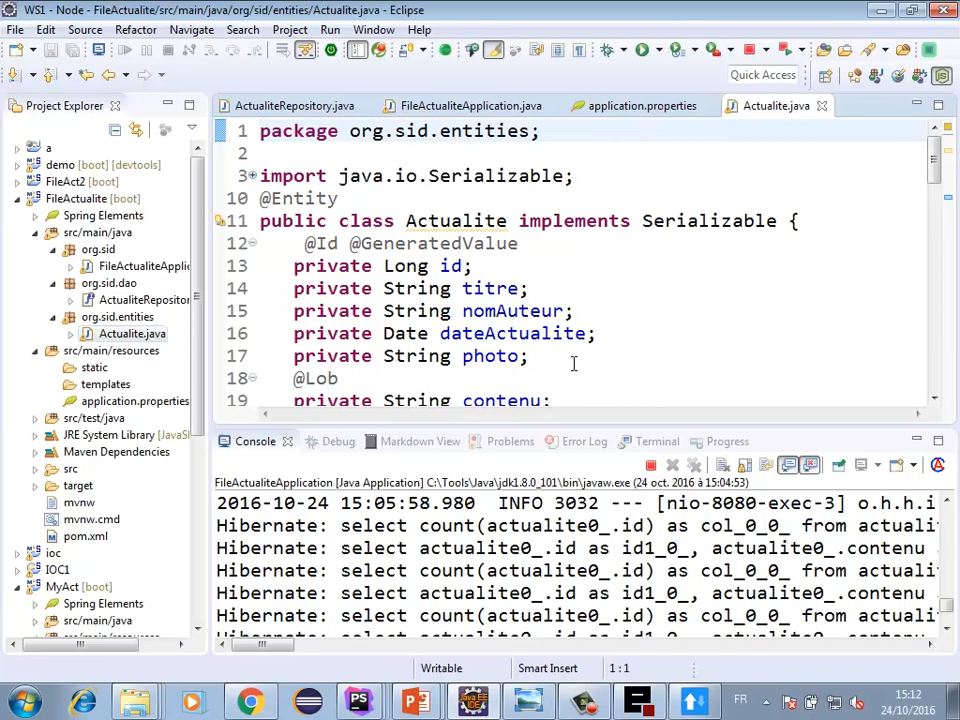 WS1 - FileActualite/src/main/java/org/sid/entities/Actualite.java - Eclipse
File Edit Source Refactor Navigate Search Project Run Window Help
Quick Access
Project Explorer
a
demo [boot] [devtools]
FileAct2 [boot]
FileActualite [boot]
Spring Elements
src/main/java
org.sid
FileActualiteApplic
org.sid.dao
ActualiteRepositor
org.sid.entities
Actualite.java
src/main/resources
static
templates
application.properties
src/test/java
JRE System Library [JavaS
Maven Dependencies
src
target
mvnw
mvnw.cmd
pom.xml
ioc
IOC1
MyAct [boot]
Spring Elements
src/main/java
ActualiteRepository.java FileActualiteApplication.java application.properties Actualite.java
1 package org.sid.entities;
2
3 import java.io.Serializable;
10 @Entity
11 public class Actualite implements Serializable {
12 @Id @GeneratedValue
13 private Long id;
14 private String titre;
15 private String nomAuteur;
16 private Date dateActualite;
17 private String photo;
18 @Lob
19 private String contenu;
Console Debug Markdown View Problems Error Log Terminal Progress
FileActualiteApplication [Java Application] C:\Tools\Java\jdk1.8.0_101\bin\javaw.exe (24 oct. 2016 à 15:04:53)
2016-10-24 15:05:58.980 INFO 3032 --- [nio-8080-exec-3] o.h.h.i
Hibernate: select count(actualite0_.id) as col_0_0_ from actuali
Hibernate: select actualite0_.id as id1_0_, actualite0_.contenu
Hibernate: select count(actualite0_.id) as col_0_0_ from actuali
Hibernate: select actualite0_.id as id1_0_, actualite0_.contenu
Hibernate: select count(actualite0_.id) as col_0_0_ from actuali
Writable Smart Insert 1 : 1
FR 15:12
24/10/2016